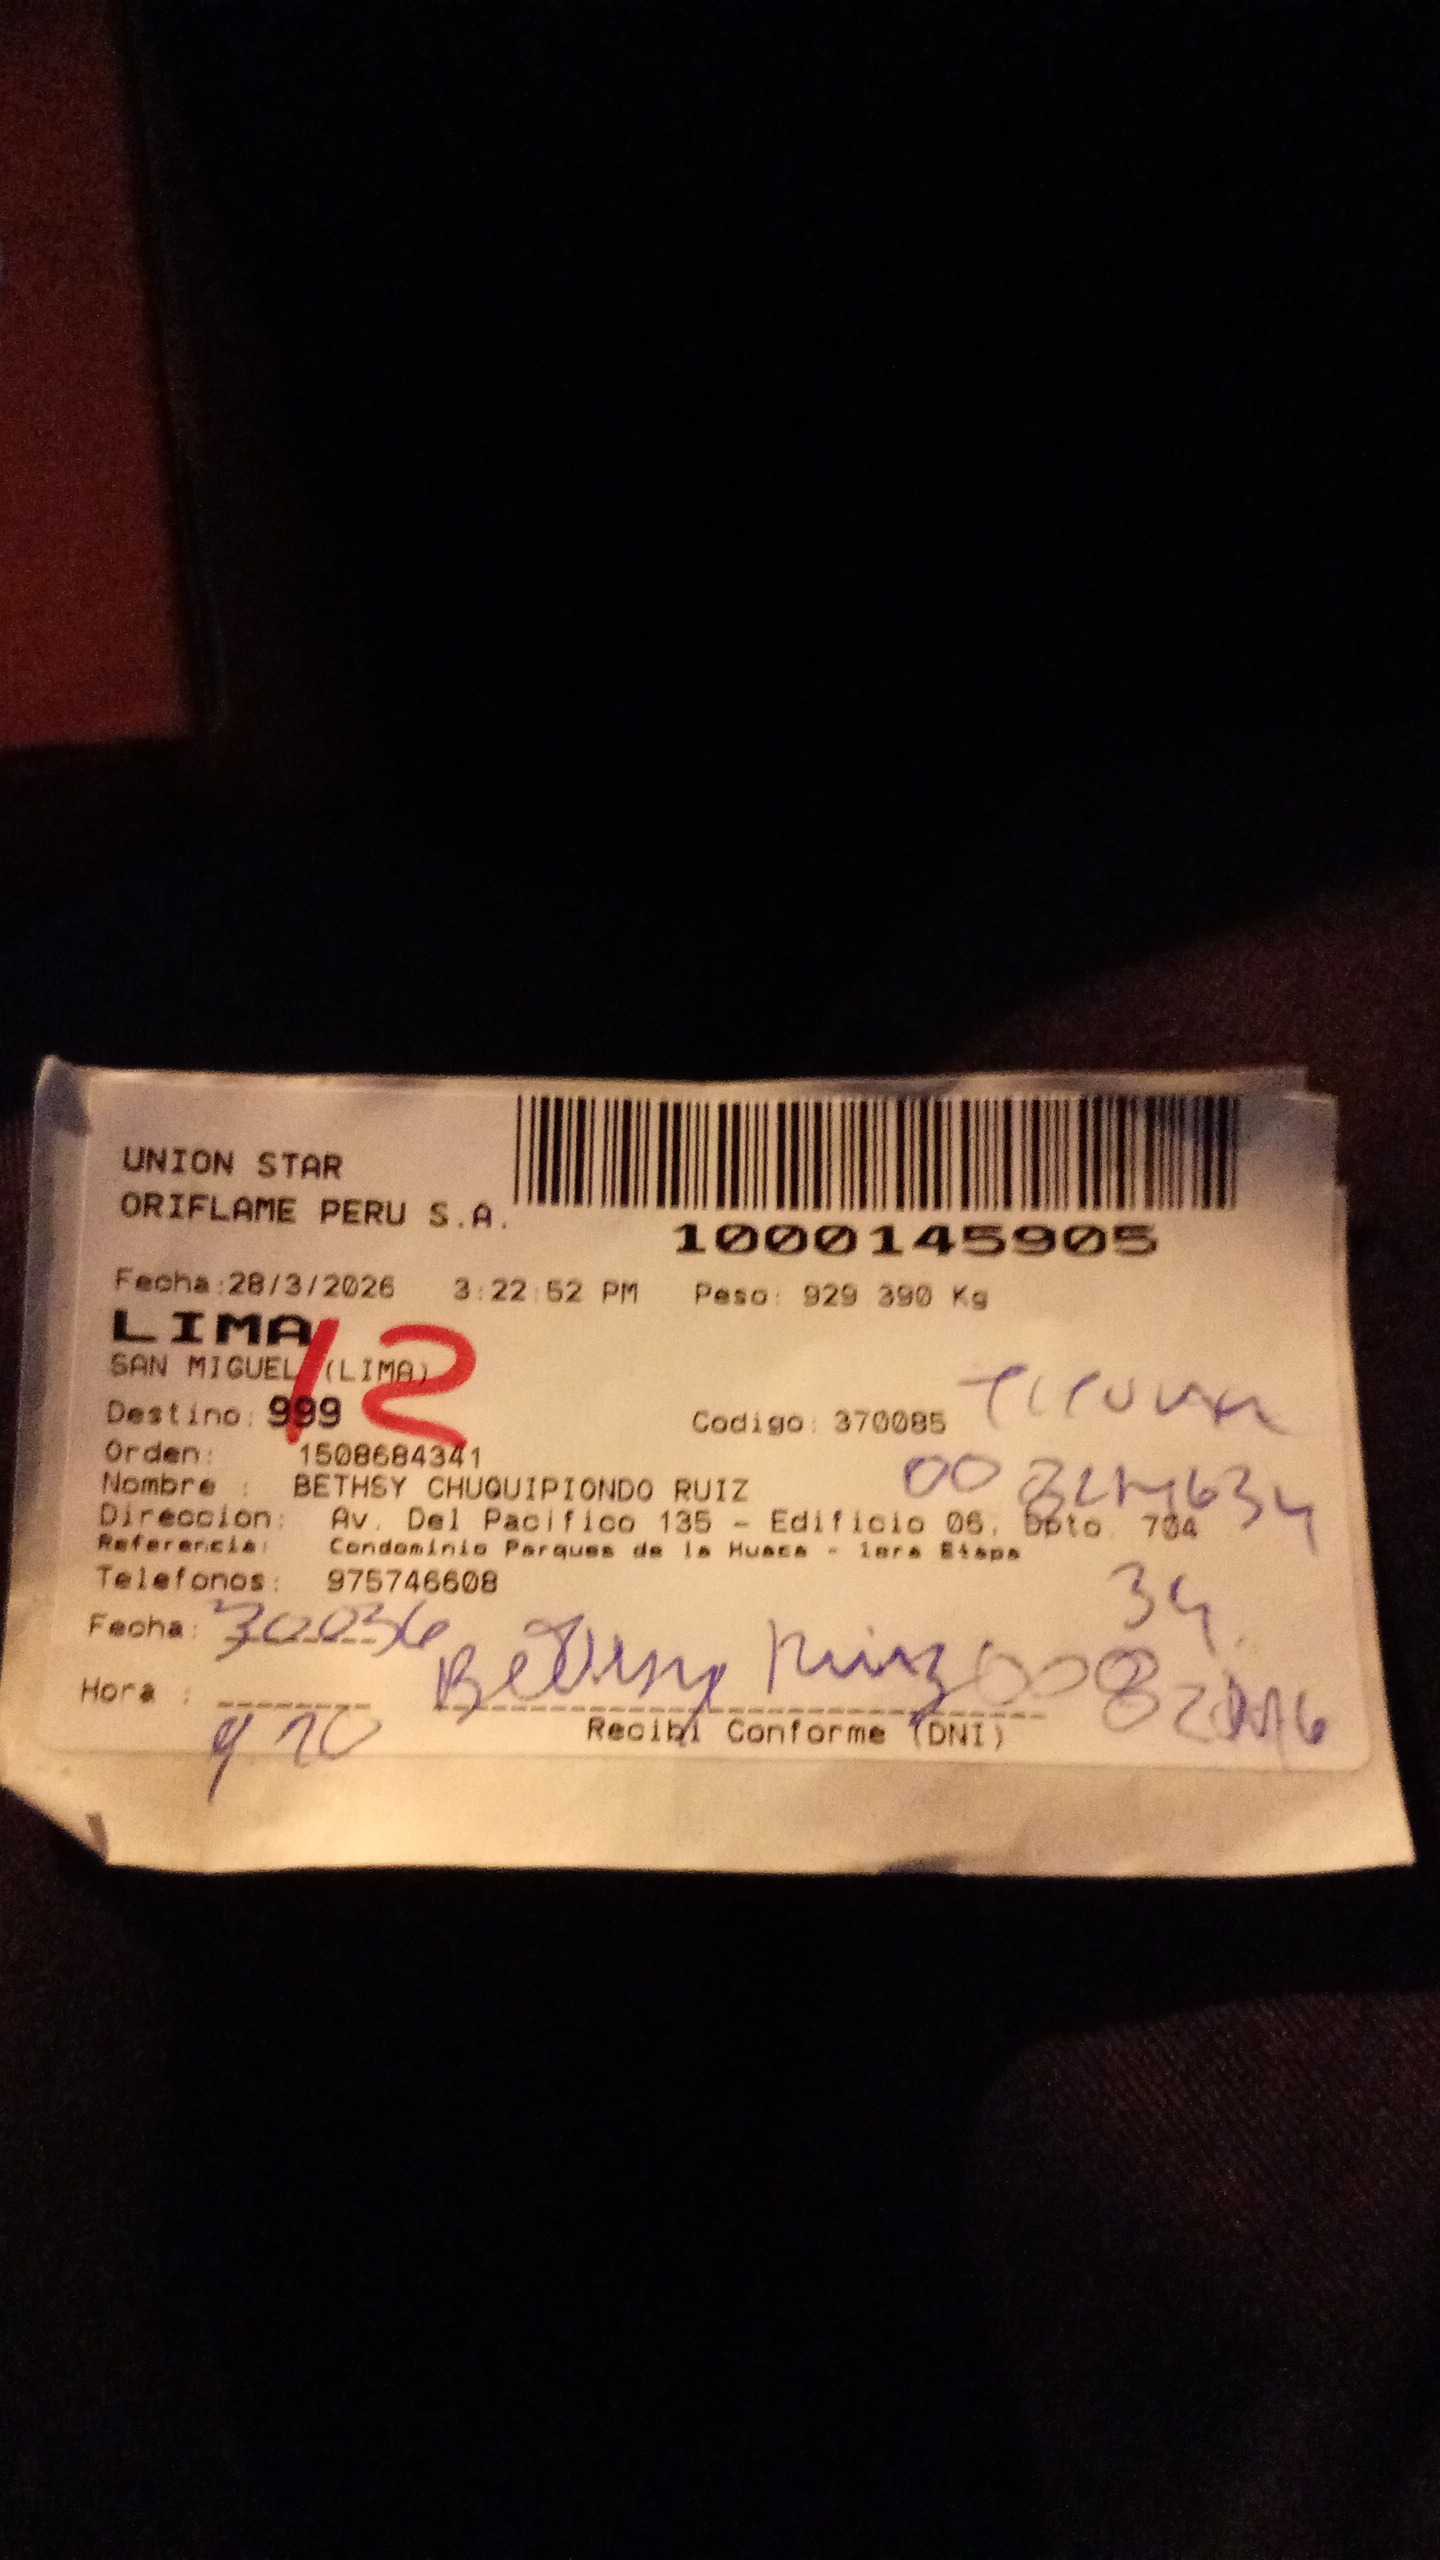 UNION STAR
ORIFLAME PERU S.A.
1000145905
Fecha:28/3/2026 3:22:52 PM Peso: 929 390 Kg
LIMA
12
SAN MIGUEL (LIMA)
Destino: 999 Codigo: 370085
Orden: 1508684341
Nombre : BETHSY CHUQUIPIONDO RUIZ
Direccion: Av. Del Pacifico 135 - Edificio 06, Dpto. 704
Referencia: Condominio Parques de la Huaca - 1era Etapa
Telefonos: 975746608
34
Fecha:
Bethsy Ruiz
Hora :
Recibi Conforme (DNI)